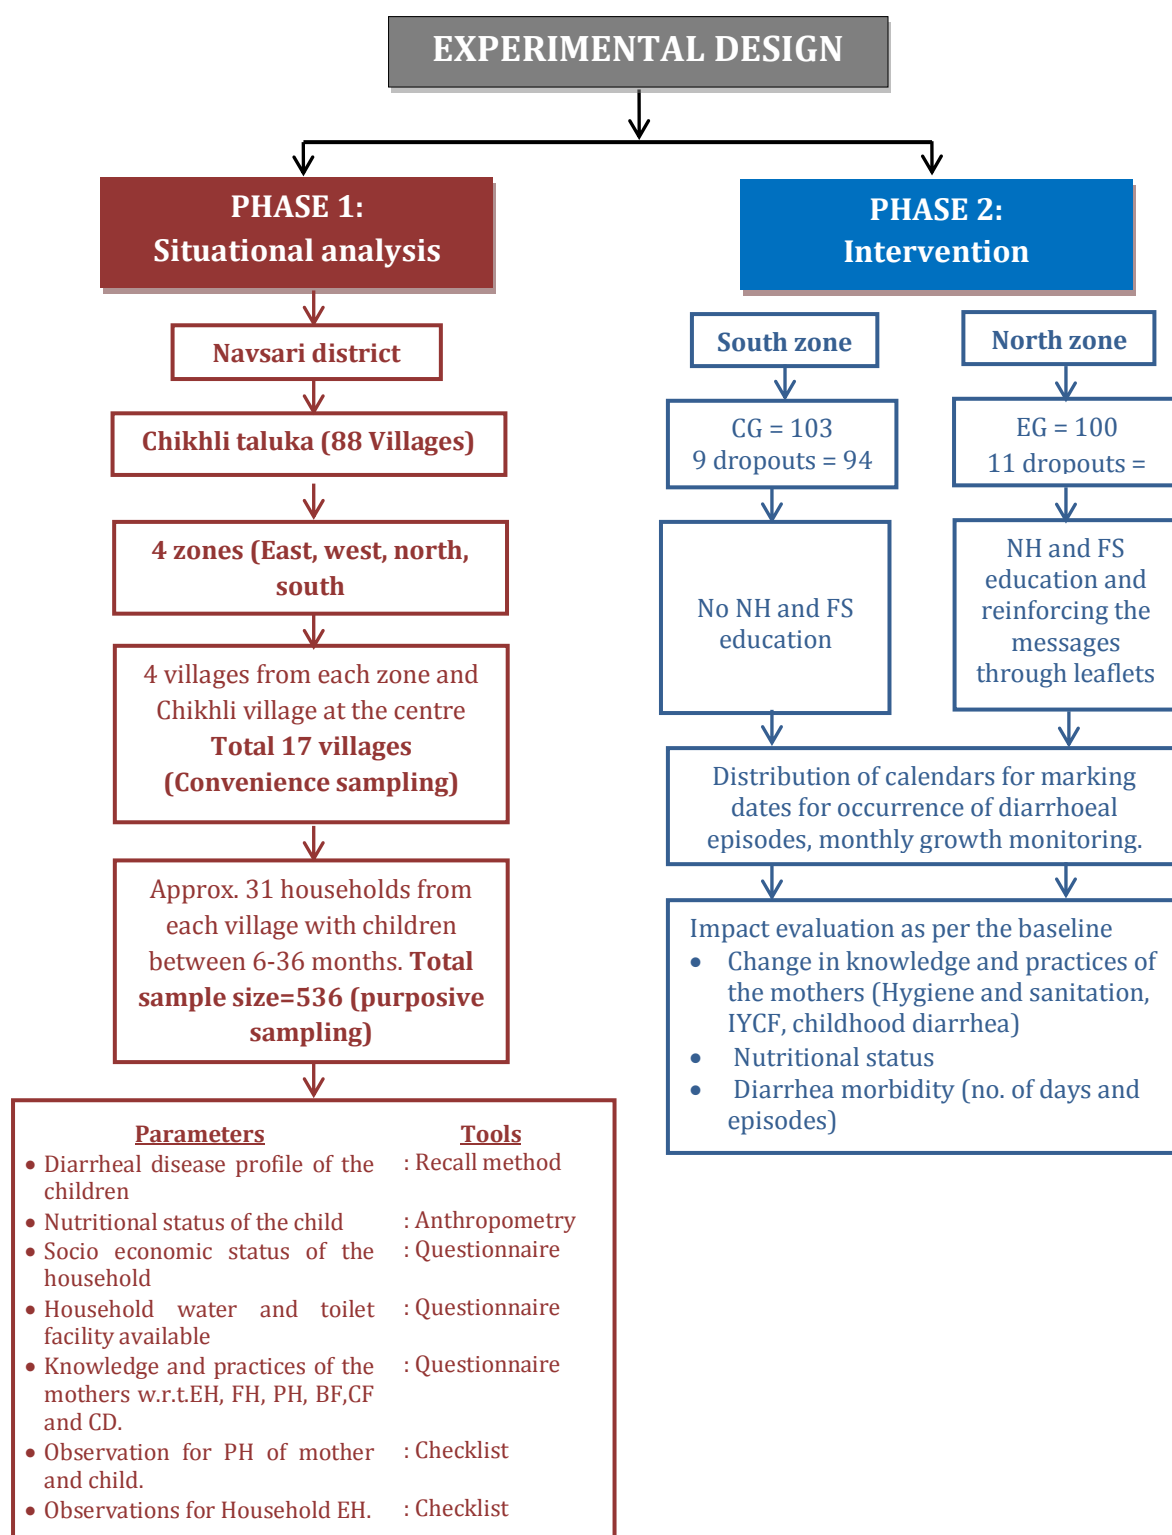 EXPERIMENTAL DESIGN
PHASE 1:
Situational analysis
Navsari district
Chikhli taluka (88 Villages)
4 zones (East, west, north,
south
4 villages from each zone and
Chikhli village at the centre
Total 17 villages
(Convenience sampling)
Approx. 31 households from
each village with children
between 6-36 months. Total
sample size=536 (purposive
sampling)
Parameters Tools
• Diarrheal disease profile of the : Recall method
children
• Nutritional status of the child : Anthropometry
• Socio economic status of the : Questionnaire
household
• Household water and toilet : Questionnaire
facility available
• Knowledge and practices of the : Questionnaire
mothers w.r.t.EH, FH, PH, BF,CF
and CD.
• Observation for PH of mother : Checklist
and child.
• Observations for Household EH. : Checklist
PHASE 2:
Intervention
South zone
CG = 103
9 dropouts = 94
No NH and FS
education
North zone
EG = 100
11 dropouts =
NH and FS
education and
reinforcing the
messages
through leaflets
Distribution of calendars for marking
dates for occurrence of diarrhoeal
episodes, monthly growth monitoring.
Impact evaluation as per the baseline
• Change in knowledge and practices of
the mothers (Hygiene and sanitation,
IYCF, childhood diarrhea)
• Nutritional status
• Diarrhea morbidity (no. of days and
episodes)